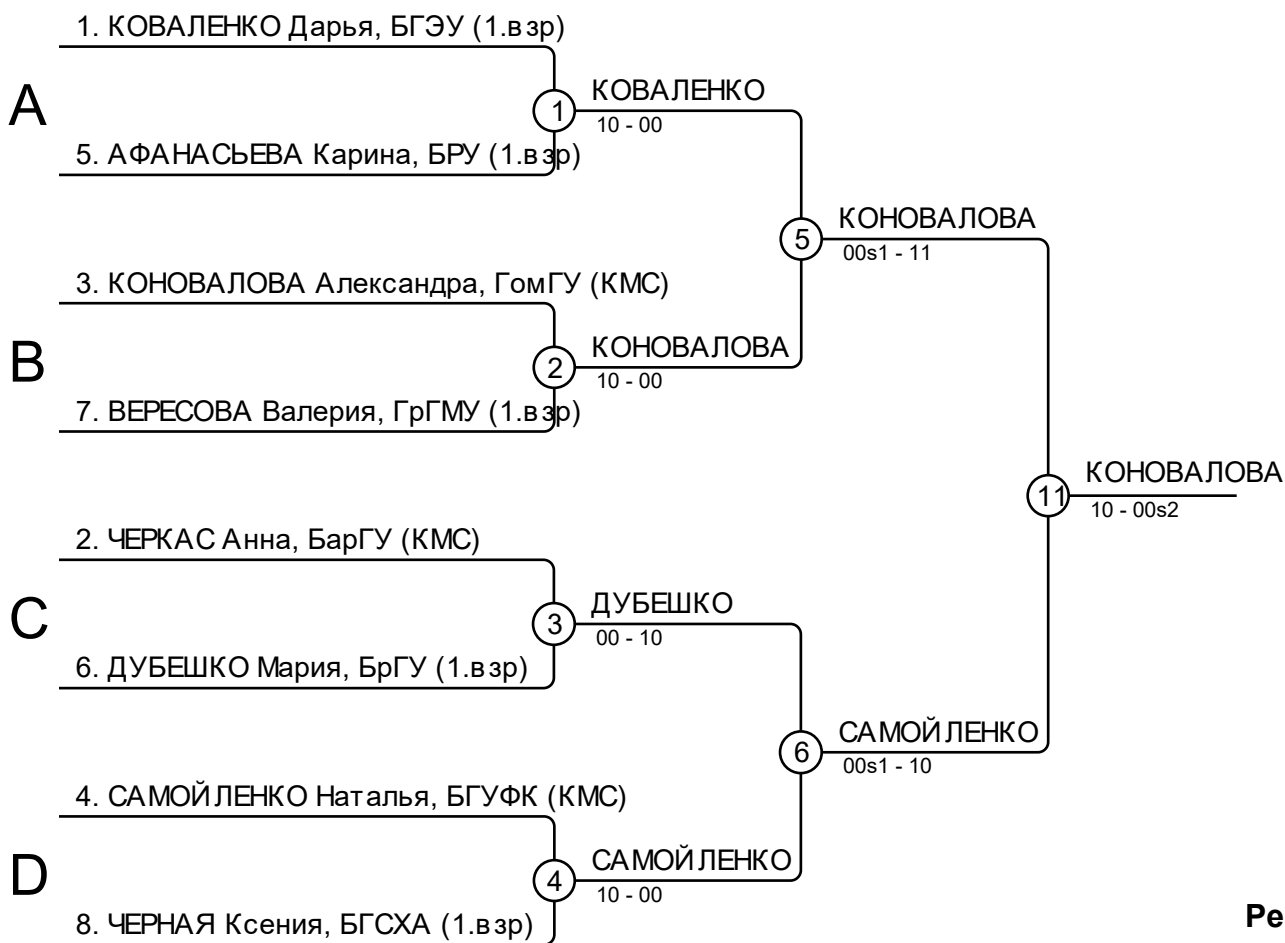 1. КОВАЛЕНКО Дарья, БГЭУ (1.взр)
A
1
КОВАЛЕНКО
10 - 00
5. АФАНАСЬЕВА Карина, БРУ (1.взр)
5
КОНОВАЛОВА
00s1 - 11
3. КОНОВАЛОВА Александра, ГомГУ (КМС)
B
2
КОНОВАЛОВА
10 - 00
7. ВЕРЕСОВА Валерия, ГрГМУ (1.взр)
11
КОНОВАЛОВА
10 - 00s2
2. ЧЕРКАС Анна, БарГУ (КМС)
C
3
ДУБЕШКО
00 - 10
6. ДУБЕШКО Мария, БрГУ (1.взр)
6
САМОЙЛЕНКО
00s1 - 10
4. САМОЙЛЕНКО Наталья, БГУФК (КМС)
D
4
САМОЙЛЕНКО
10 - 00
8. ЧЕРНАЯ Ксения, БГСХА (1.взр)
Ре